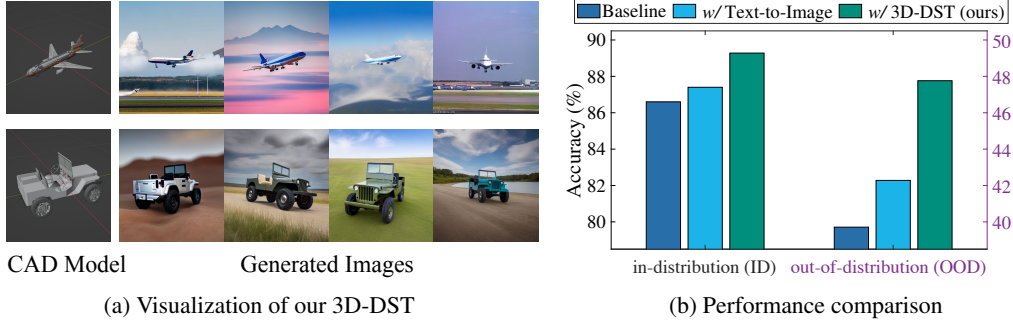 CAD Model
Generated Images
(a) Visualization of our 3D-DST
Baseline
w/ Text-to-Image
w/ 3D-DST (ours)
90
88
86
84
82
80
Accuracy (%)
50
48
46
44
42
40
38
in-distribution (ID)
out-of-distribution (OOD)
(b) Performance comparison